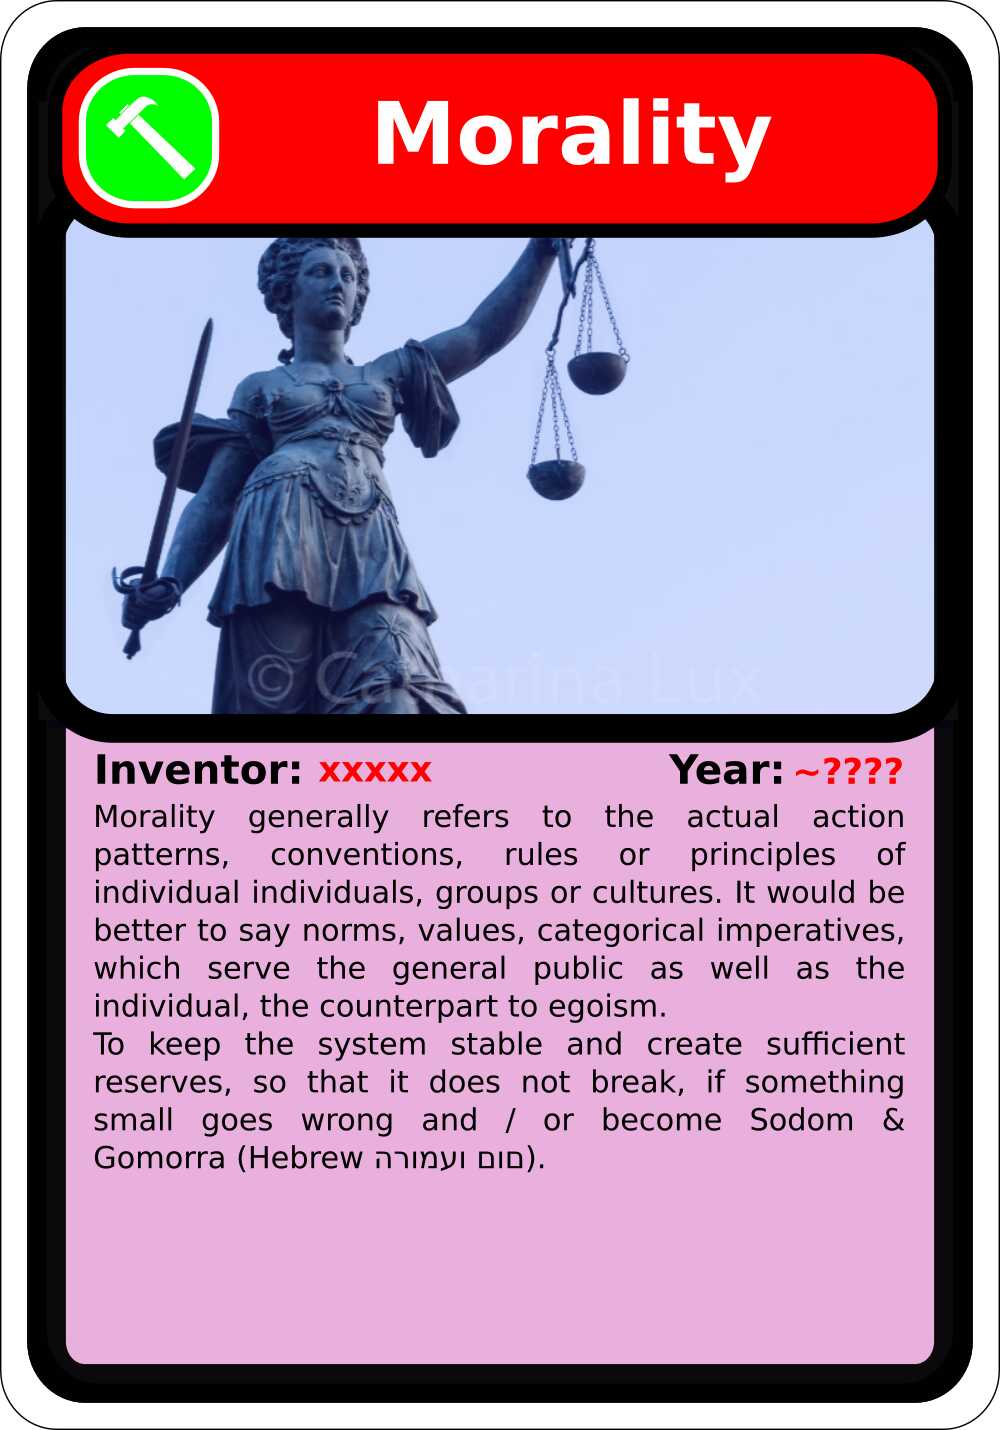 Morality
© Catharina Lux
Inventor: xxxxx Year: ~????
Morality generally refers to the actual action
patterns, conventions, rules or principles of
individual individuals, groups or cultures. It would be
better to say norms, values, categorical imperatives,
which serve the general public as well as the
individual, the counterpart to egoism.
To keep the system stable and create sufficient
reserves, so that it does not break, if something
small goes wrong and / or become Sodom &
Gomorra (Hebrew סום ועמורה).